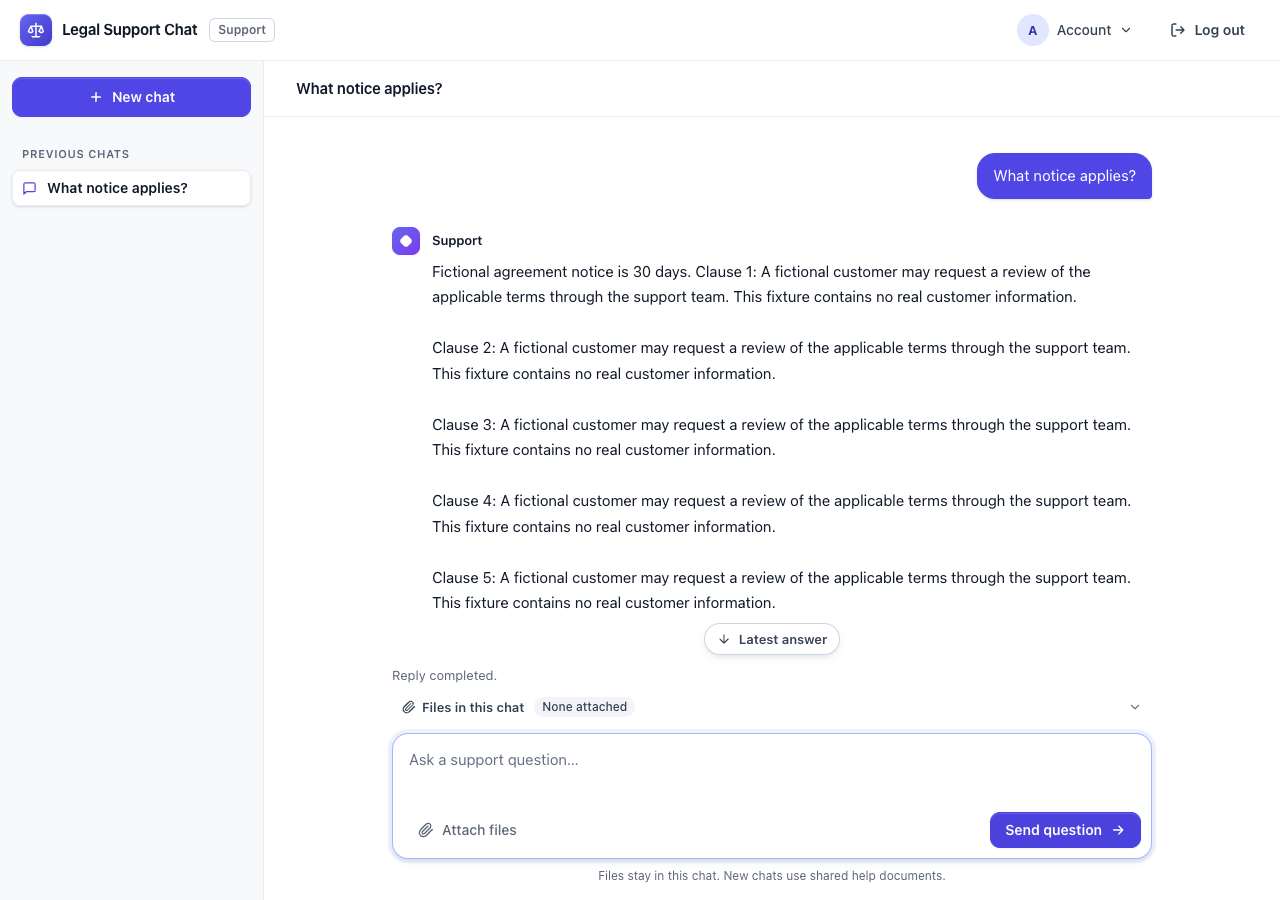 Legal Support Chat
Support
A
Account
Log out
New chat
What notice applies?
PREVIOUS CHATS
What notice applies?
What notice applies?
Support
Fictional agreement notice is 30 days. Clause 1: A fictional customer may request a review of the
applicable terms through the support team. This fixture contains no real customer information.
Clause 2: A fictional customer may request a review of the applicable terms through the support team.
This fixture contains no real customer information.
Clause 3: A fictional customer may request a review of the applicable terms through the support team.
This fixture contains no real customer information.
Clause 4: A fictional customer may request a review of the applicable terms through the support team.
This fixture contains no real customer information.
Clause 5: A fictional customer may request a review of the applicable terms through the support team.
This fixture contains no real customer information.
Latest answer
Reply completed.
Files in this chat
None attached
Ask a support question...
Attach files
Send question
Files stay in this chat. New chats use shared help documents.